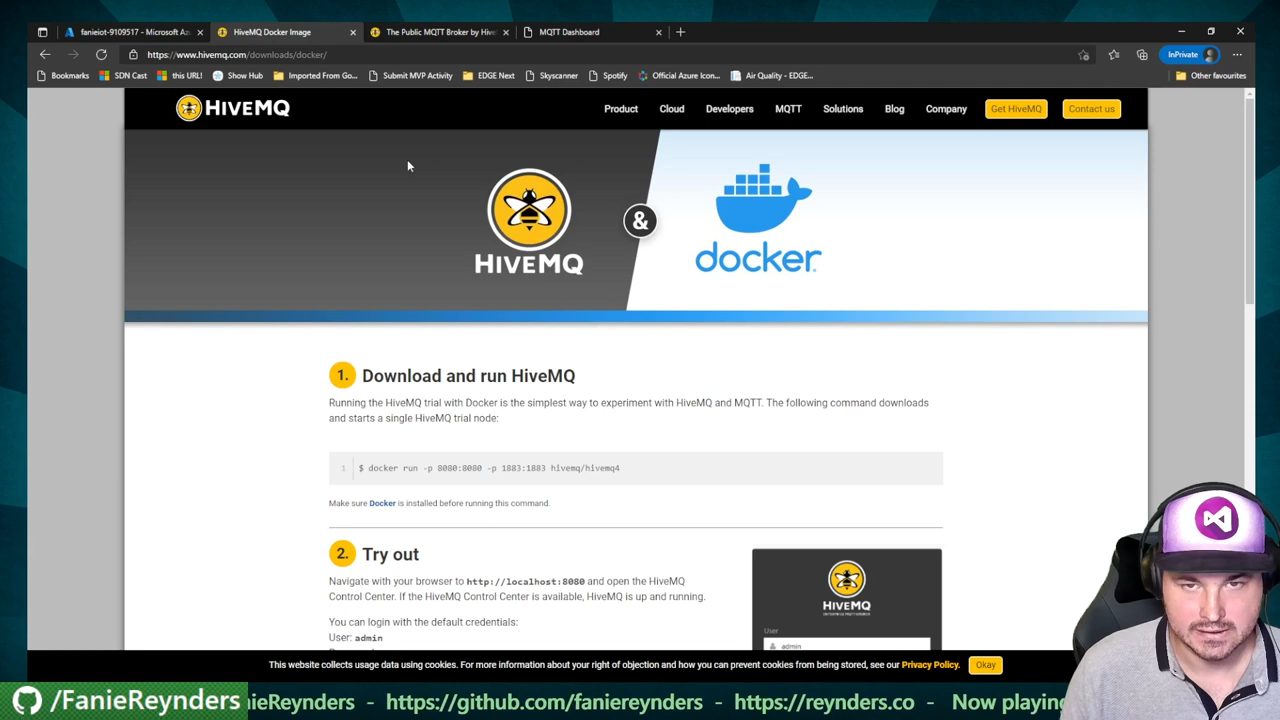 fanieiot-9109517 - Microsoft Az
HiveMQ Docker Image
The Public MQTT Broker by Hive
MQTT Dashboard
https://www.hivemq.com/downloads/docker/
InPrivate
Bookmarks
SDN Cast
this URL!
Show Hub
Imported From Go...
Submit MVP Activity
EDGE Next
Skyscanner
Spotify
Official Azure Icon...
Air Quality - EDGE...
Other favourites
HIVEMQ
Product
Cloud
Developers
MQTT
Solutions
Blog
Company
Get HiveMQ
Contact us
HIVEMQ
&
docker
1. Download and run HiveMQ
Running the HiveMQ trial with Docker is the simplest way to experiment with HiveMQ and MQTT. The following command downloads
and starts a single HiveMQ trial node:
1 $ docker run -p 8080:8080 -p 1883:1883 hivemq/hivemq4
Make sure Docker is installed before running this command.
2. Try out
Navigate with your browser to http://localhost:8080 and open the HiveMQ
Control Center. If the HiveMQ Control Center is available, HiveMQ is up and running.
You can login with the default credentials:
User: admin
HIVEMQ
User
admin
This website collects usage data using cookies. For more information about your right of objection and how you can prevent cookies from being stored, see our Privacy Policy.
Okay
/FanieReynders
nieReynders - https://github.com/faniereynders - https://reynders.co - Now playing